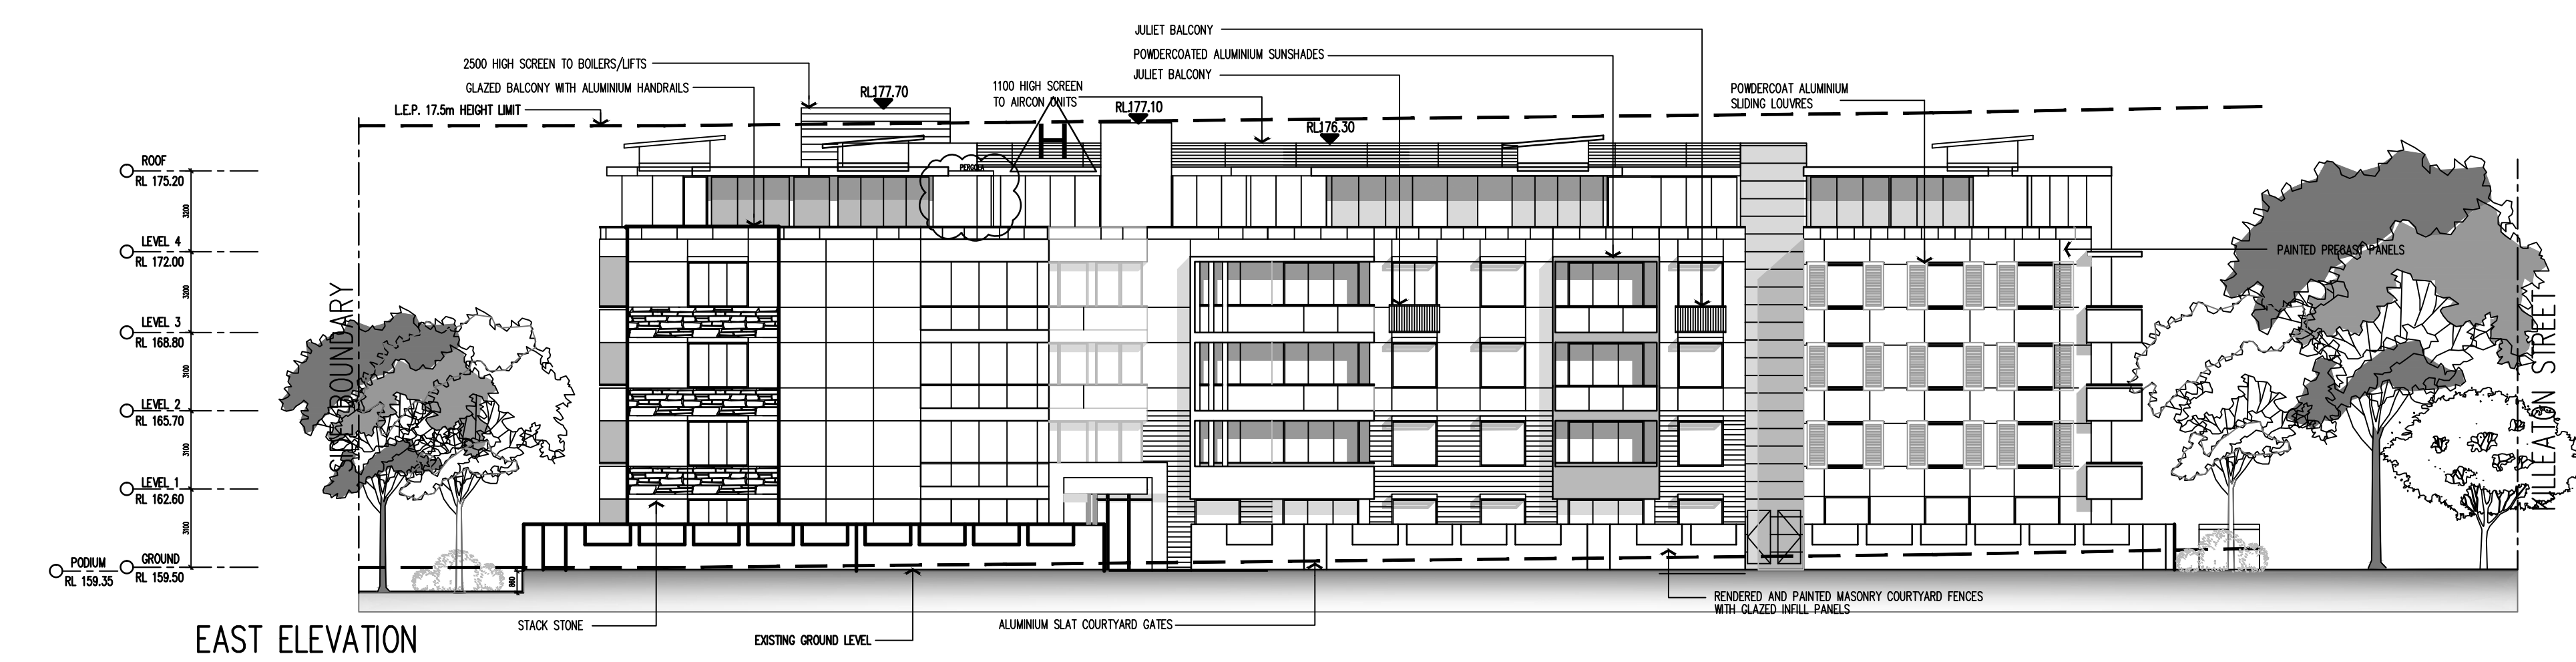 JULIET BALCONY
POWDERCOATED ALUMINIUM SUNSHADES
JULIET BALCONY
2500 HIGH SCREEN TO BOILERS/LIFTS
GLAZED BALCONY WITH ALUMINIUM HANDRAILS
1100 HIGH SCREEN
TO AIRCON UNITS
POWDERCOAT ALUMINIUM
SLIDING LOUVRES
L.E.P. 17.5m HEIGHT LIMIT
RL177.70
RL177.10
RL176.30
H
PERGOLA
ROOF
RL 175.20
3200
LEVEL 4
RL 172.00
3200
LEVEL 3
RL 168.80
3100
LEVEL 2
RL 165.70
3100
LEVEL 1
RL 162.60
3100
PODIUM
RL 159.35
GROUND
RL 159.50
SIDE BOUNDARY
860
PAINTED PRECAST PANELS
KILLEATON STREET
RENDERED AND PAINTED MASONRY COURTYARD FENCES
WITH GLAZED INFILL PANELS
STACK STONE
EXISTING GROUND LEVEL
ALUMINIUM SLAT COURTYARD GATES
EAST ELEVATION